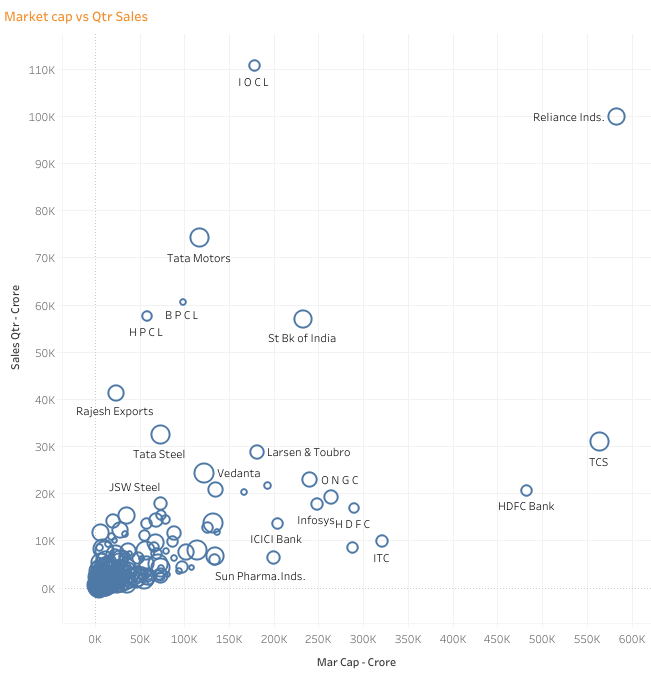 Market cap vs Qtr Sales
110K
I O C L
100K
Reliance Inds.
90K
80K
Tata Motors
70K
60K
B P C L
H P C L
St Bk of India
50K
40K
Rajesh Exports
30K
Tata Steel
Larsen & Toubro
TCS
Vedanta
O N G C
JSW Steel
20K
HDFC Bank
Infosys
H D F C
ICICI Bank
10K
ITC
Sun Pharma.Inds.
0K
Sales Qtr - Crore
0K 50K 100K 150K 200K 250K 300K 350K 400K 450K 500K 550K 600K
Mar Cap - Crore